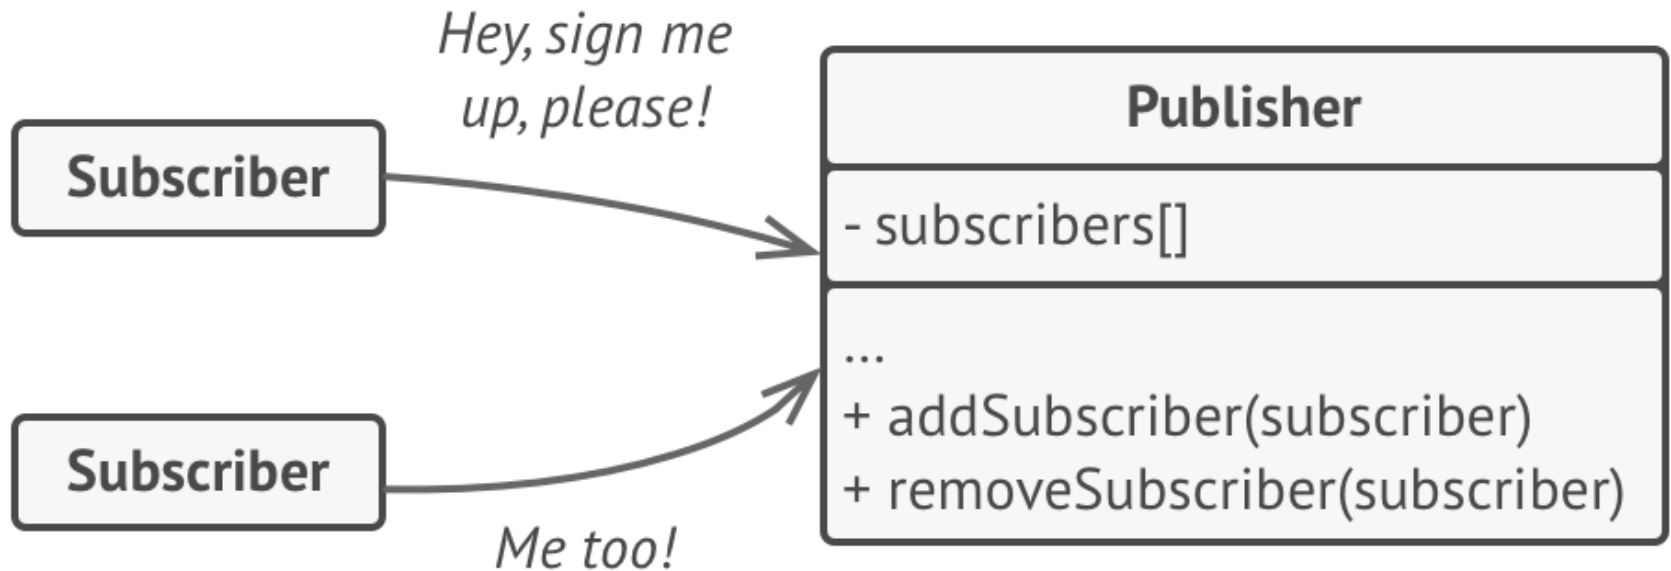 Hey, sign me
up, please!
Subscriber
Subscriber
Me too!
Publisher
- subscribers[]
...
+ addSubscriber(subscriber)
+ removeSubscriber(subscriber)